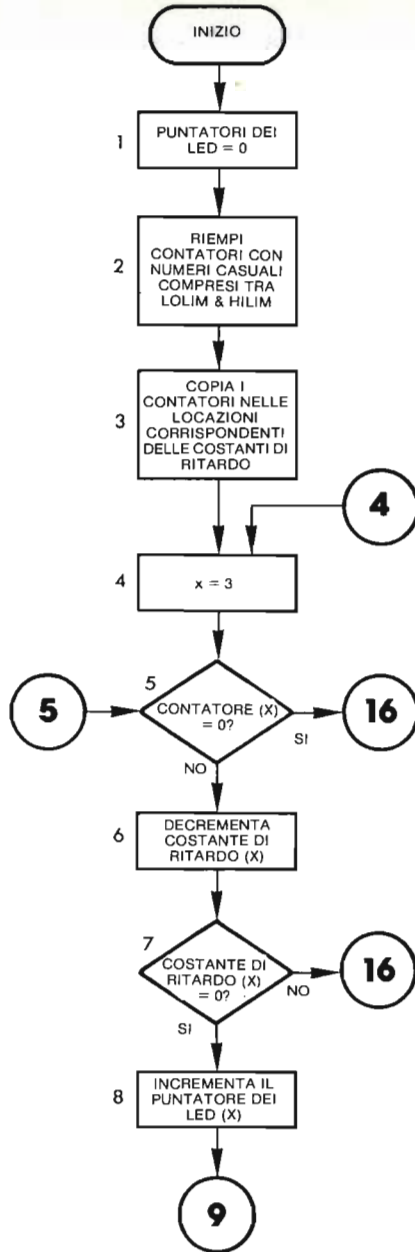 INIZIO
1
PUNTATORI DEI
LED = 0
2
RIEMPI
CONTATORI CON
NUMERI CASUALI
COMPRESI TRA
LOLIM & HILIM
3
COPIA I
CONTATORI NELLE
LOCAZIONI
CORRISPONDENTI
DELLE COSTANTI DI
RITARDO
4
4
x = 3
5
5
CONTATORE (X)
= 0?
16
SI
NO
6
DECREMENTA
COSTANTE DI
RITARDO (X)
7
COSTANTE DI
RITARDO (X)
= 0?
16
NO
SI
8
INCREMENTA IL
PUNTATORE DEI
LED (X)
9